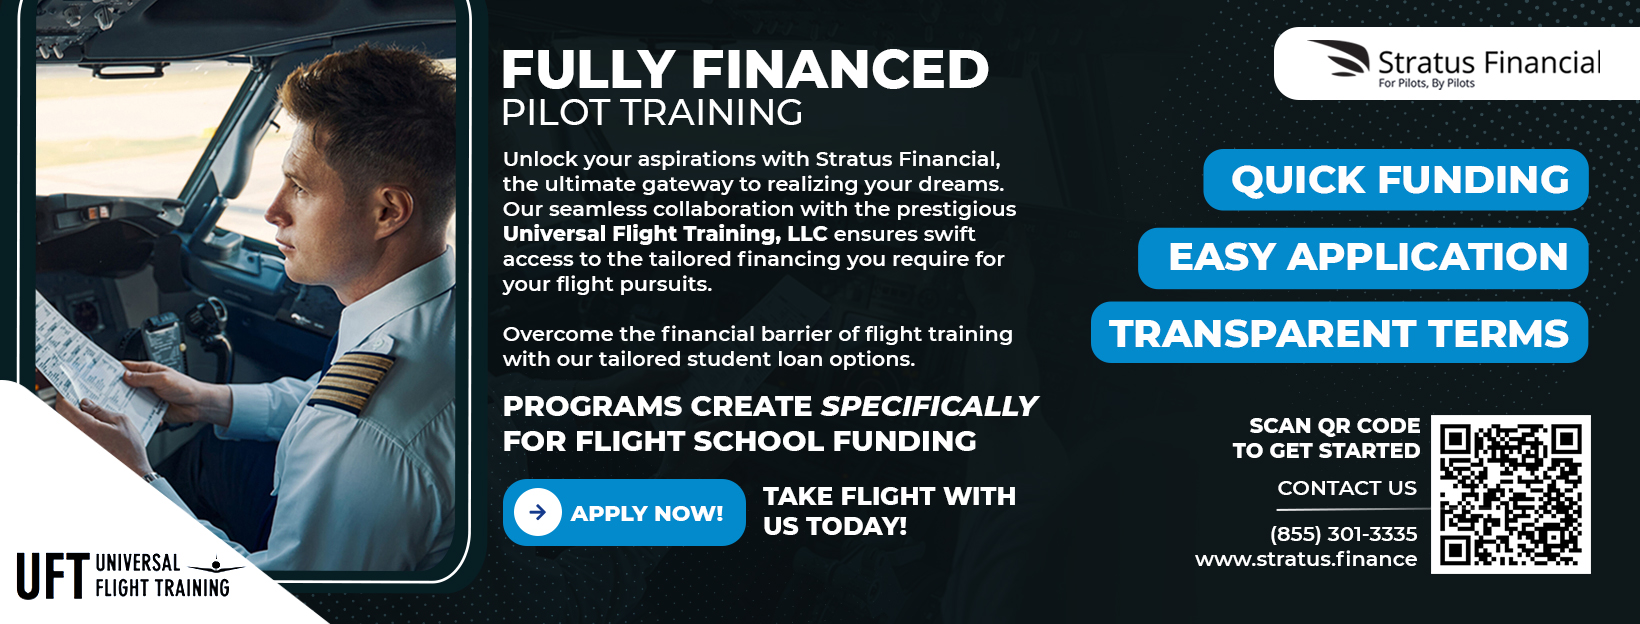 FULLY FINANCED
PILOT TRAINING
Unlock your aspirations with Stratus Financial,
the ultimate gateway to realizing your dreams.
Our seamless collaboration with the prestigious
Universal Flight Training, LLC ensures swift
access to the tailored financing you require for
your flight pursuits.
Overcome the financial barrier of flight training
with our tailored student loan options.
PROGRAMS CREATE SPECIFICALLY
FOR FLIGHT SCHOOL FUNDING
APPLY NOW!
TAKE FLIGHT WITH
US TODAY!
UFT UNIVERSAL
FLIGHT TRAINING
Stratus Financial
For Pilots, By Pilots
QUICK FUNDING
EASY APPLICATION
TRANSPARENT TERMS
SCAN QR CODE
TO GET STARTED
CONTACT US
(855) 301-3335
www.stratus.finance